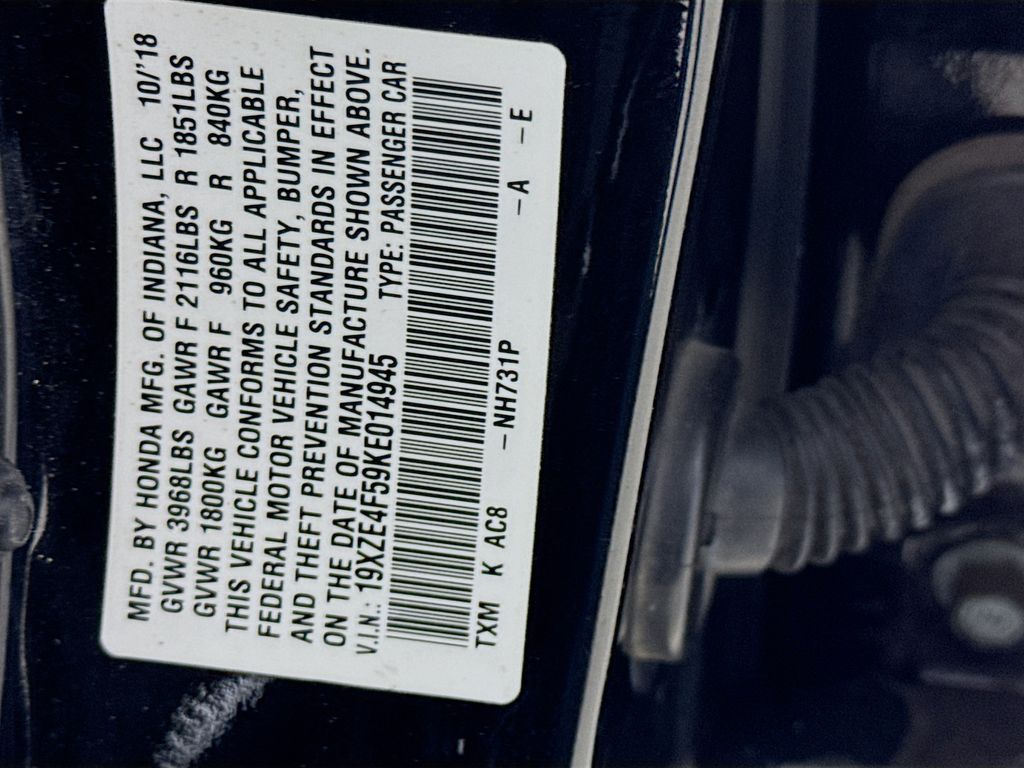 MFD. BY HONDA MFG. OF INDIANA, LLC 10/'18
GVWR 3968LBS GAWR F 2116LBS R 1851LBS
GVWR 1800KG GAWR F 960KG R 840KG
THIS VEHICLE CONFORMS TO ALL APPLICABLE
FEDERAL MOTOR VEHICLE SAFETY, BUMPER,
AND THEFT PREVENTION STANDARDS IN EFFECT
ON THE DATE OF MANUFACTURE SHOWN ABOVE.
V.I.N.: 19XZE4F59KE014945 TYPE: PASSENGER CAR
TXM K AC8 -NH731P -A -E